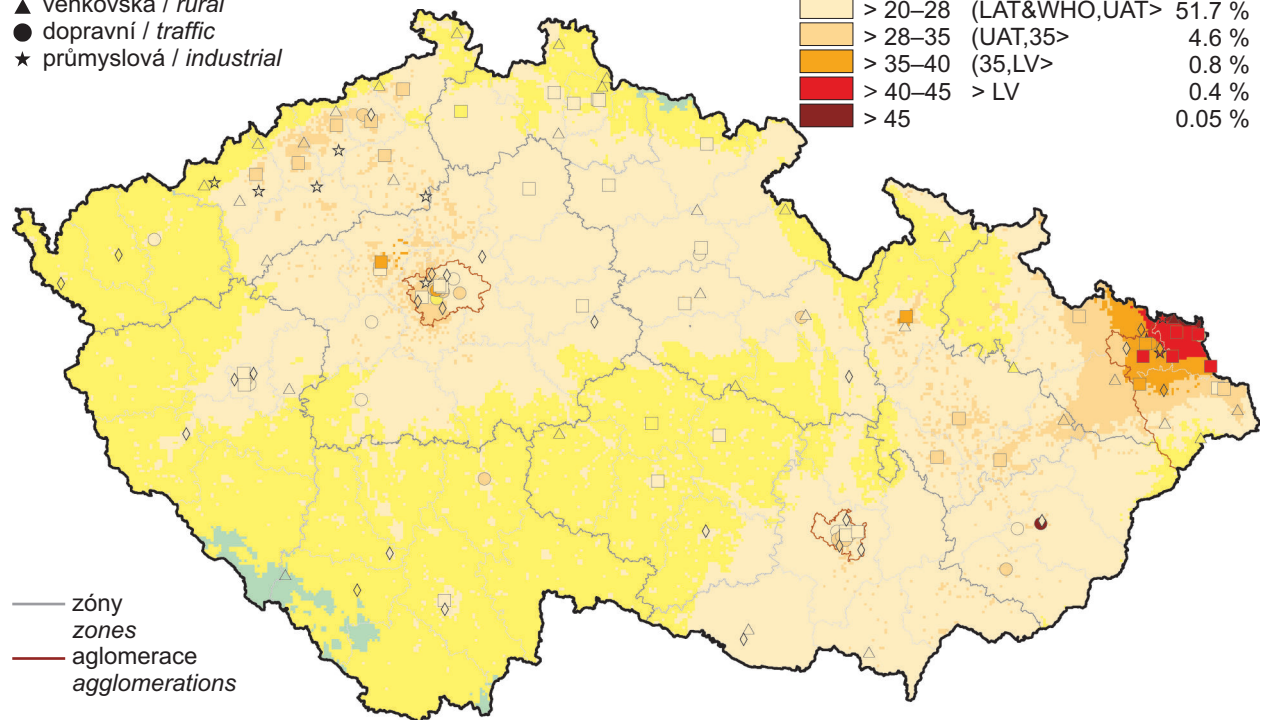 venkovská / rural
dopravní / traffic
průmyslová / industrial
> 20–28 (LAT&WHO,UAT> 51.7 %
> 28–35 (UAT,35> 4.6 %
> 35–40 (35,LV> 0.8 %
> 40–45 > LV 0.4 %
> 45 0.05 %
zóny
zones
aglomerace
agglomerations